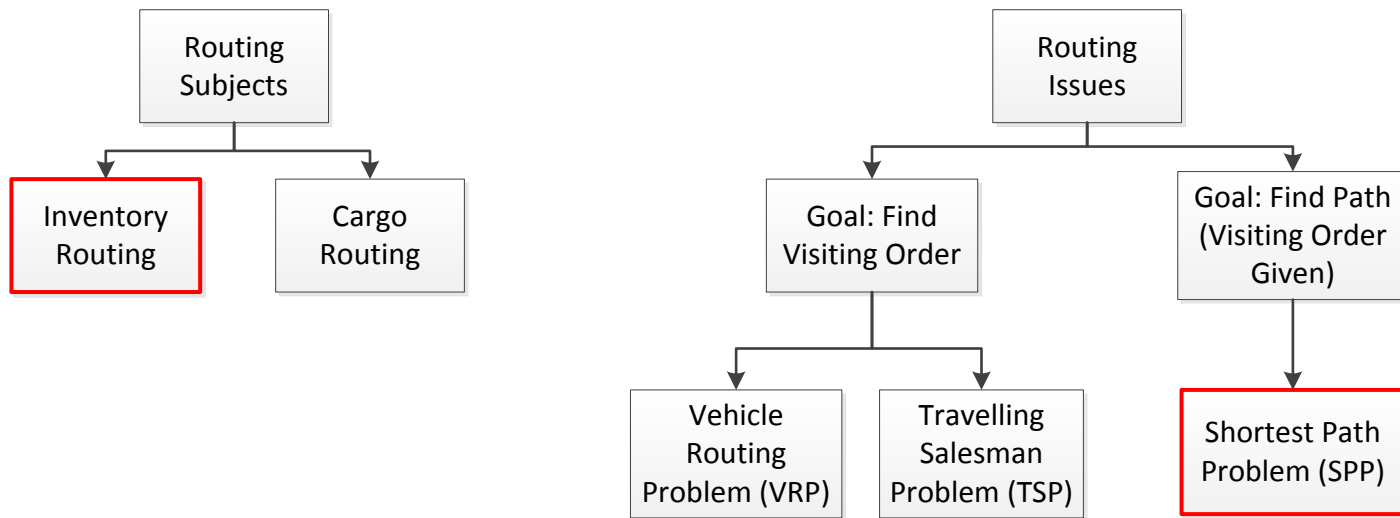 Routing
Subjects
Inventory
Routing
Cargo
Routing
Routing
Issues
Goal: Find
Visiting Order
Goal: Find Path
(Visiting Order
Given)
Vehicle
Routing
Problem (VRP)
Travelling
Salesman
Problem (TSP)
Shortest Path
Problem (SPP)